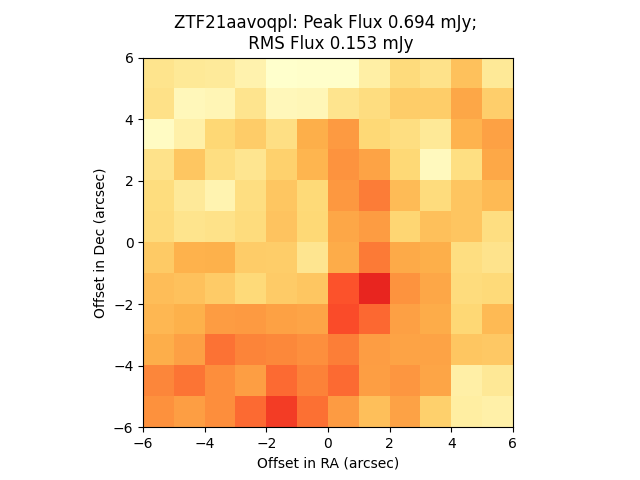 ZTF21aavoqpl: Peak Flux 0.694 mJy;
RMS Flux 0.153 mJy
6
4
2
0
−2
−4
−6
Offset in Dec (arcsec)
−6 −4 −2 0 2 4 6
Offset in RA (arcsec)